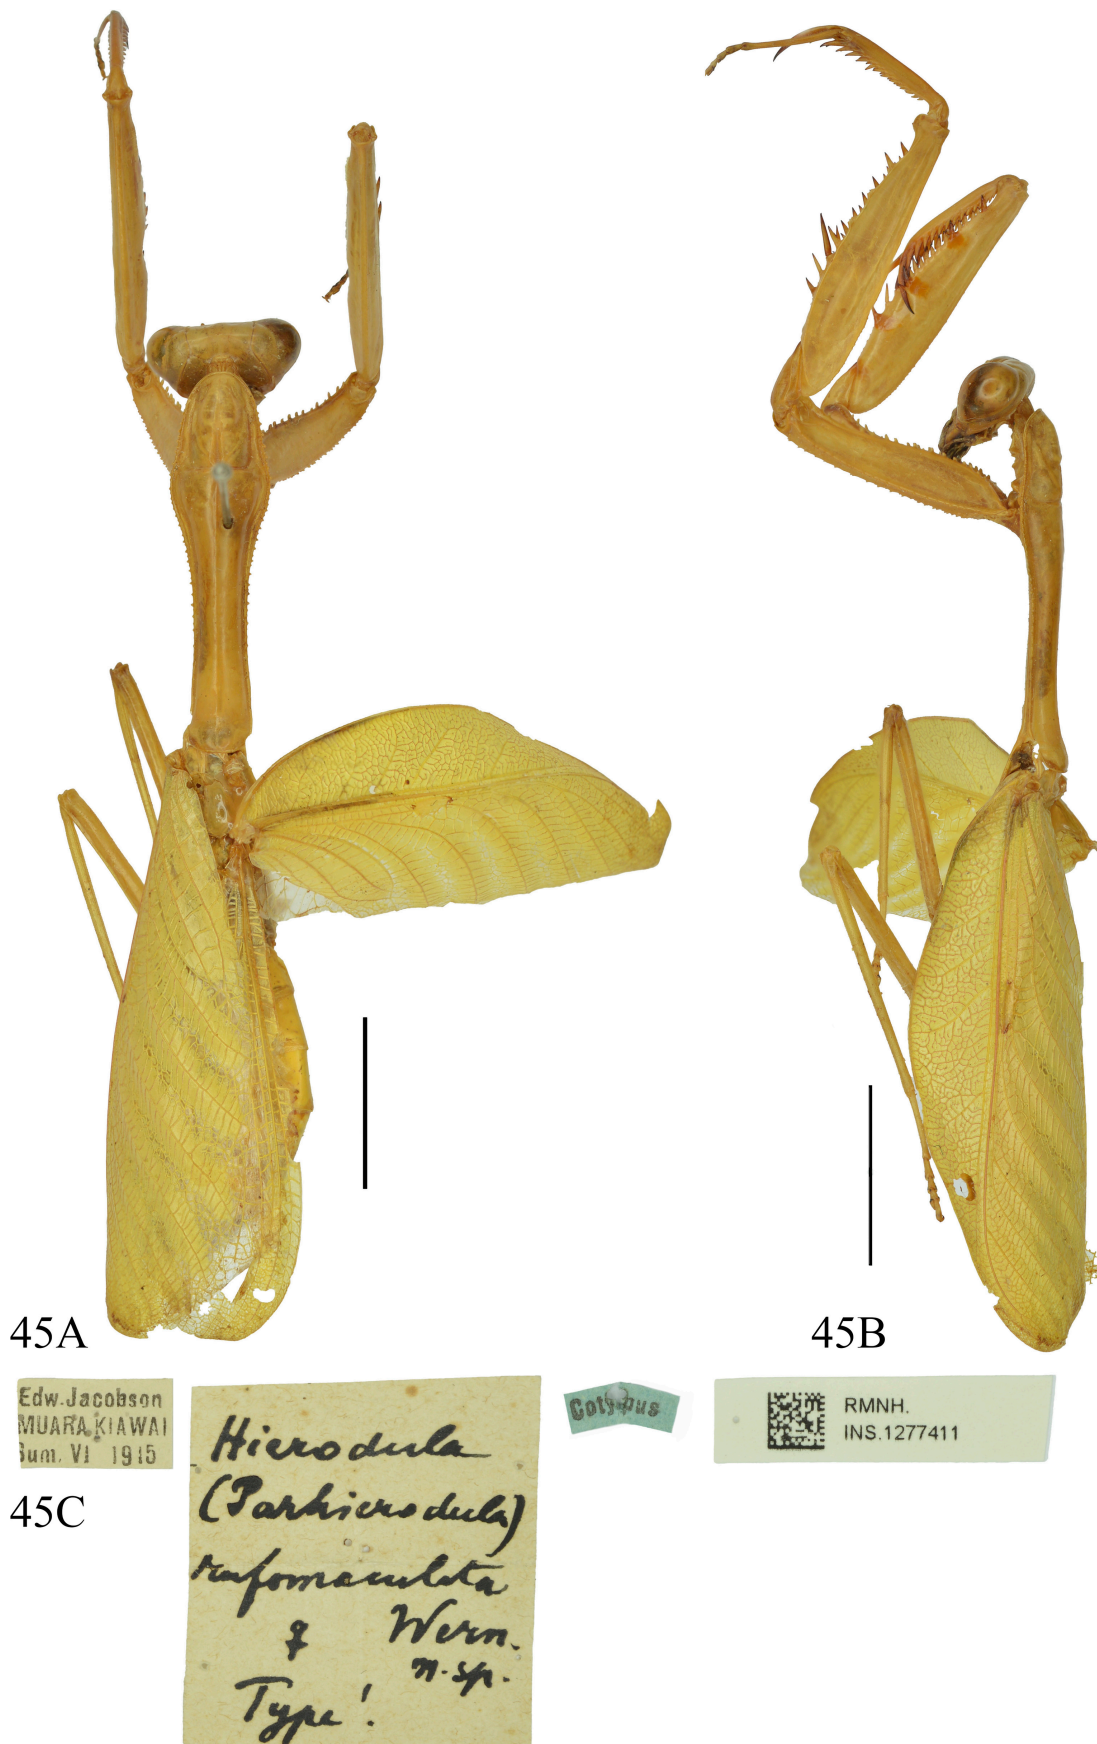 45A
45B
Edw. Jacobson
MUARA KIAWAI
Sum. VI 1915
Hierodula
(Parhierodula)
rufomaculata
♀ Wern.
n. sp.
Type!
Cotypus
RMNH.
INS.1277411
45C